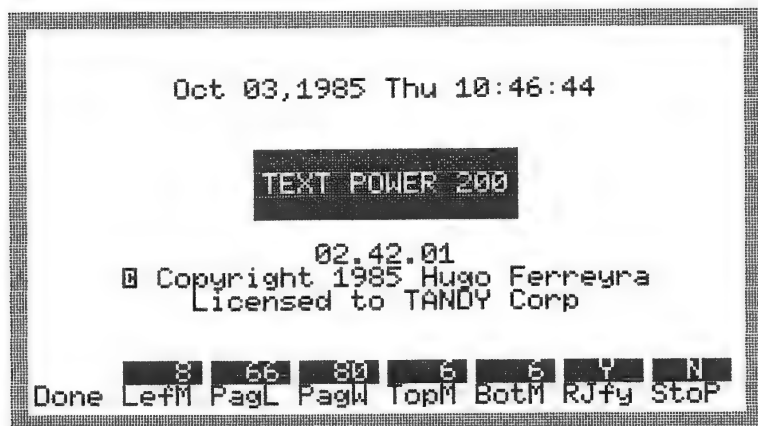 Oct 03,1985 Thu 10:46:44
TEXT POWER 200
02.42.01
© Copyright 1985 Hugo Ferreyra
Licensed to TANDY Corp
8 66 80 6 6 Y N
Done LefM PagL PagW TopM BotM RJfy StoP